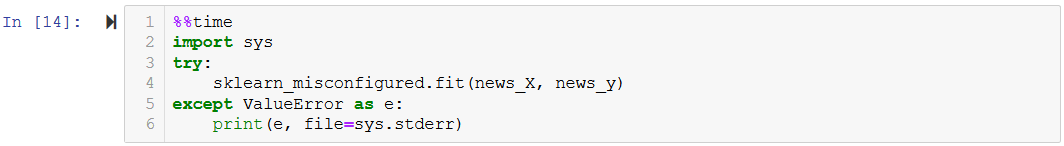 In [14]: 1 %%time
2 import sys
3 try:
4     sklearn_misconfigured.fit(news_X, news_y)
5 except ValueError as e:
6     print(e, file=sys.stderr)